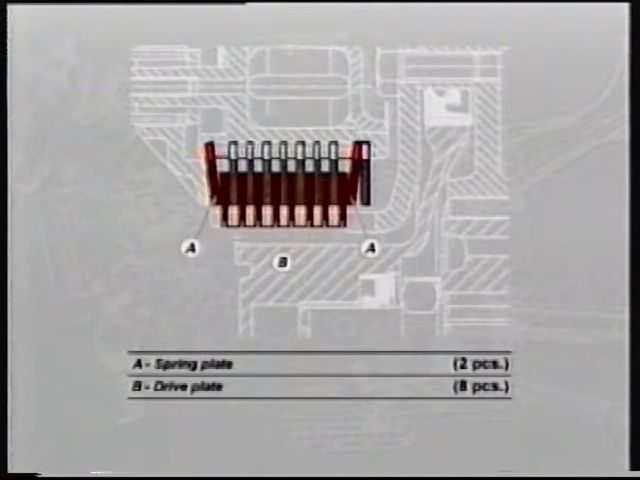 A A
B
A - Spring plate (2 pcs.)
B - Drive plate (8 pcs.)